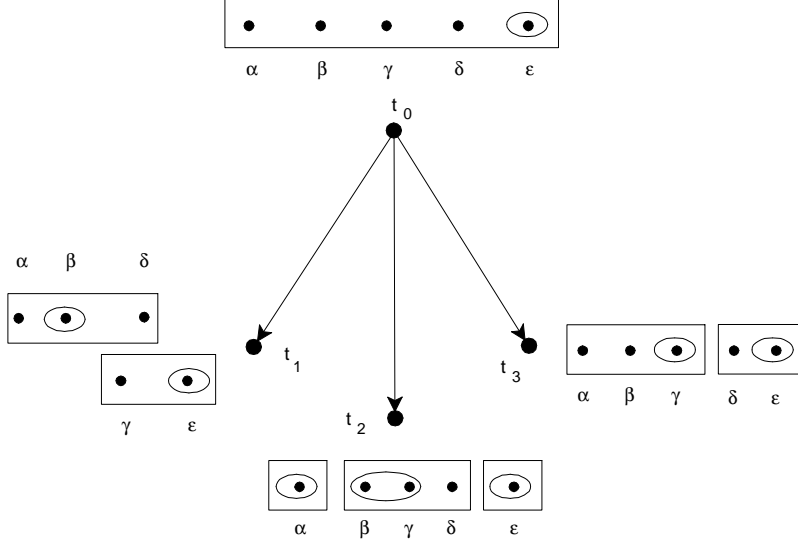 α β γ δ ε
t 0
α β δ
t 1
γ ε
t 3
α β γ δ ε
t 2
α β γ δ ε